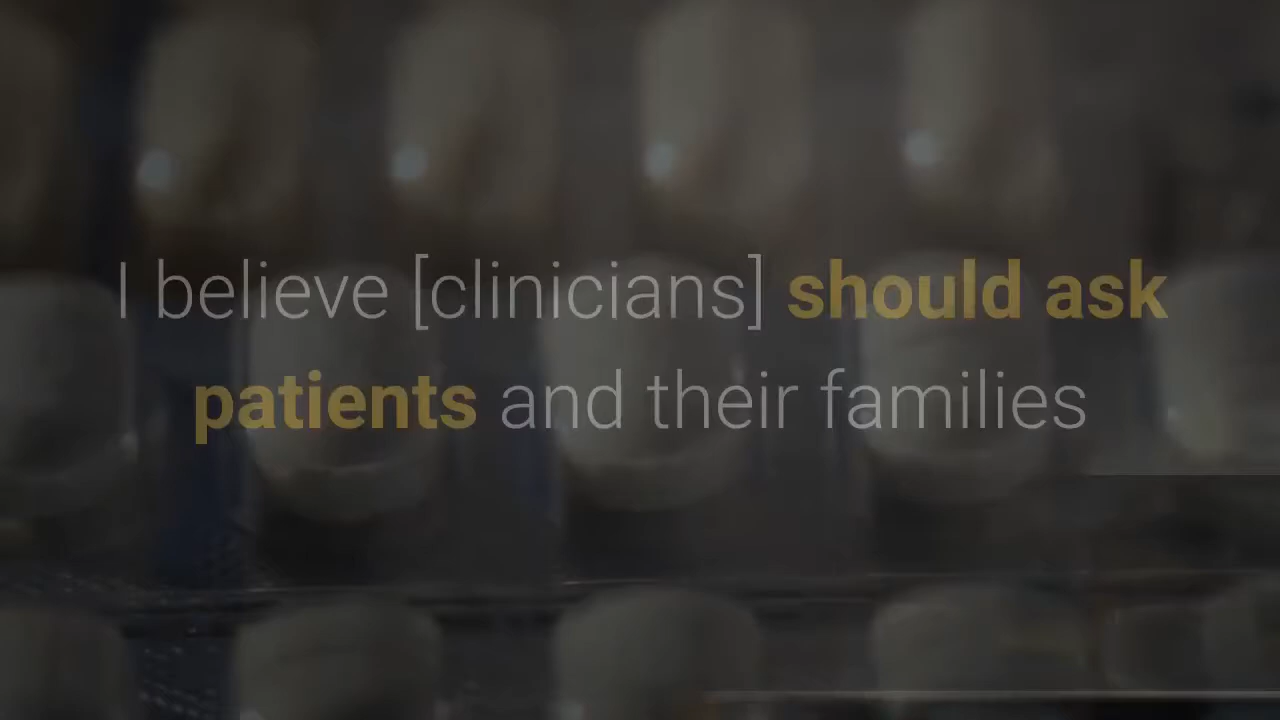 I believe [clinicians] should ask
patients and their families